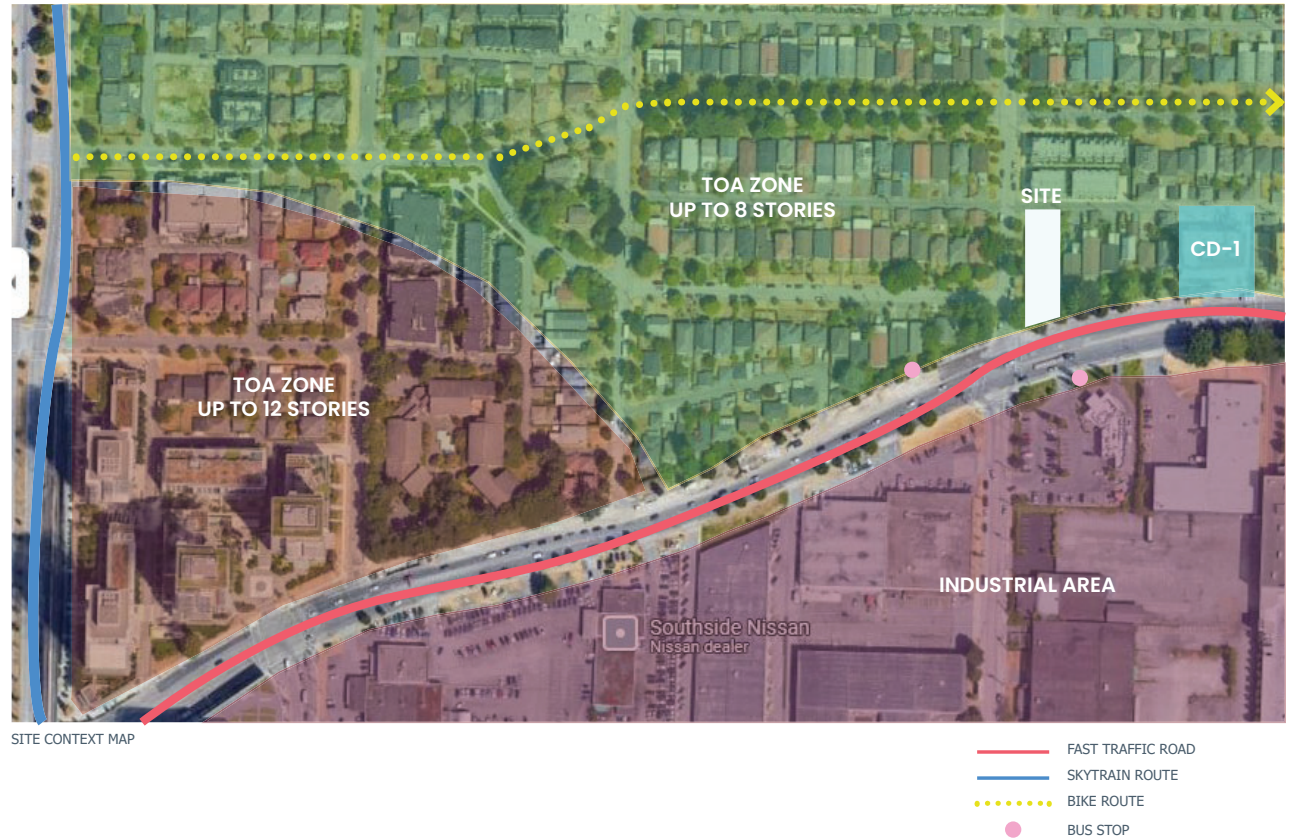 TOA ZONE
UP TO 8 STORIES
SITE
CD-1
TOA ZONE
UP TO 12 STORIES
INDUSTRIAL AREA
Southside Nissan
Nissan dealer
SITE CONTEXT MAP
FAST TRAFFIC ROAD
SKYTRAIN ROUTE
BIKE ROUTE
BUS STOP